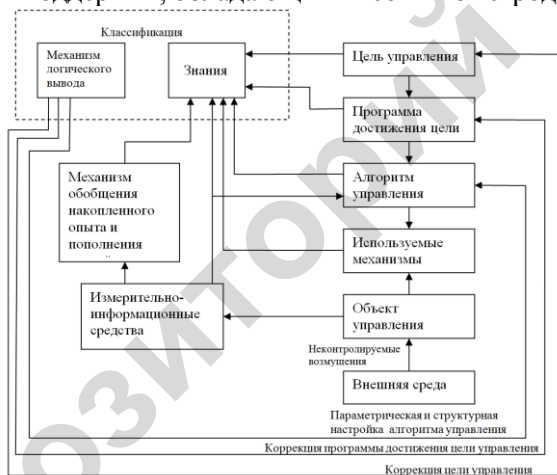 Классификация
Механизм
логического
вывода
Знания
Цель управления
Программа
достижения цели
Механизм
обобщения
накопленного
опыта и
пополнения
Алгоритм
управления
Используемые
механизмы
Измерительно-
информационные
средства
Объект
управления
Неконтролируемые
возмущения
Внешняя среда
Параметрическая и структурная
настройка алгоритма управления
Коррекция программы достижения цели управления
Коррекция цели управления